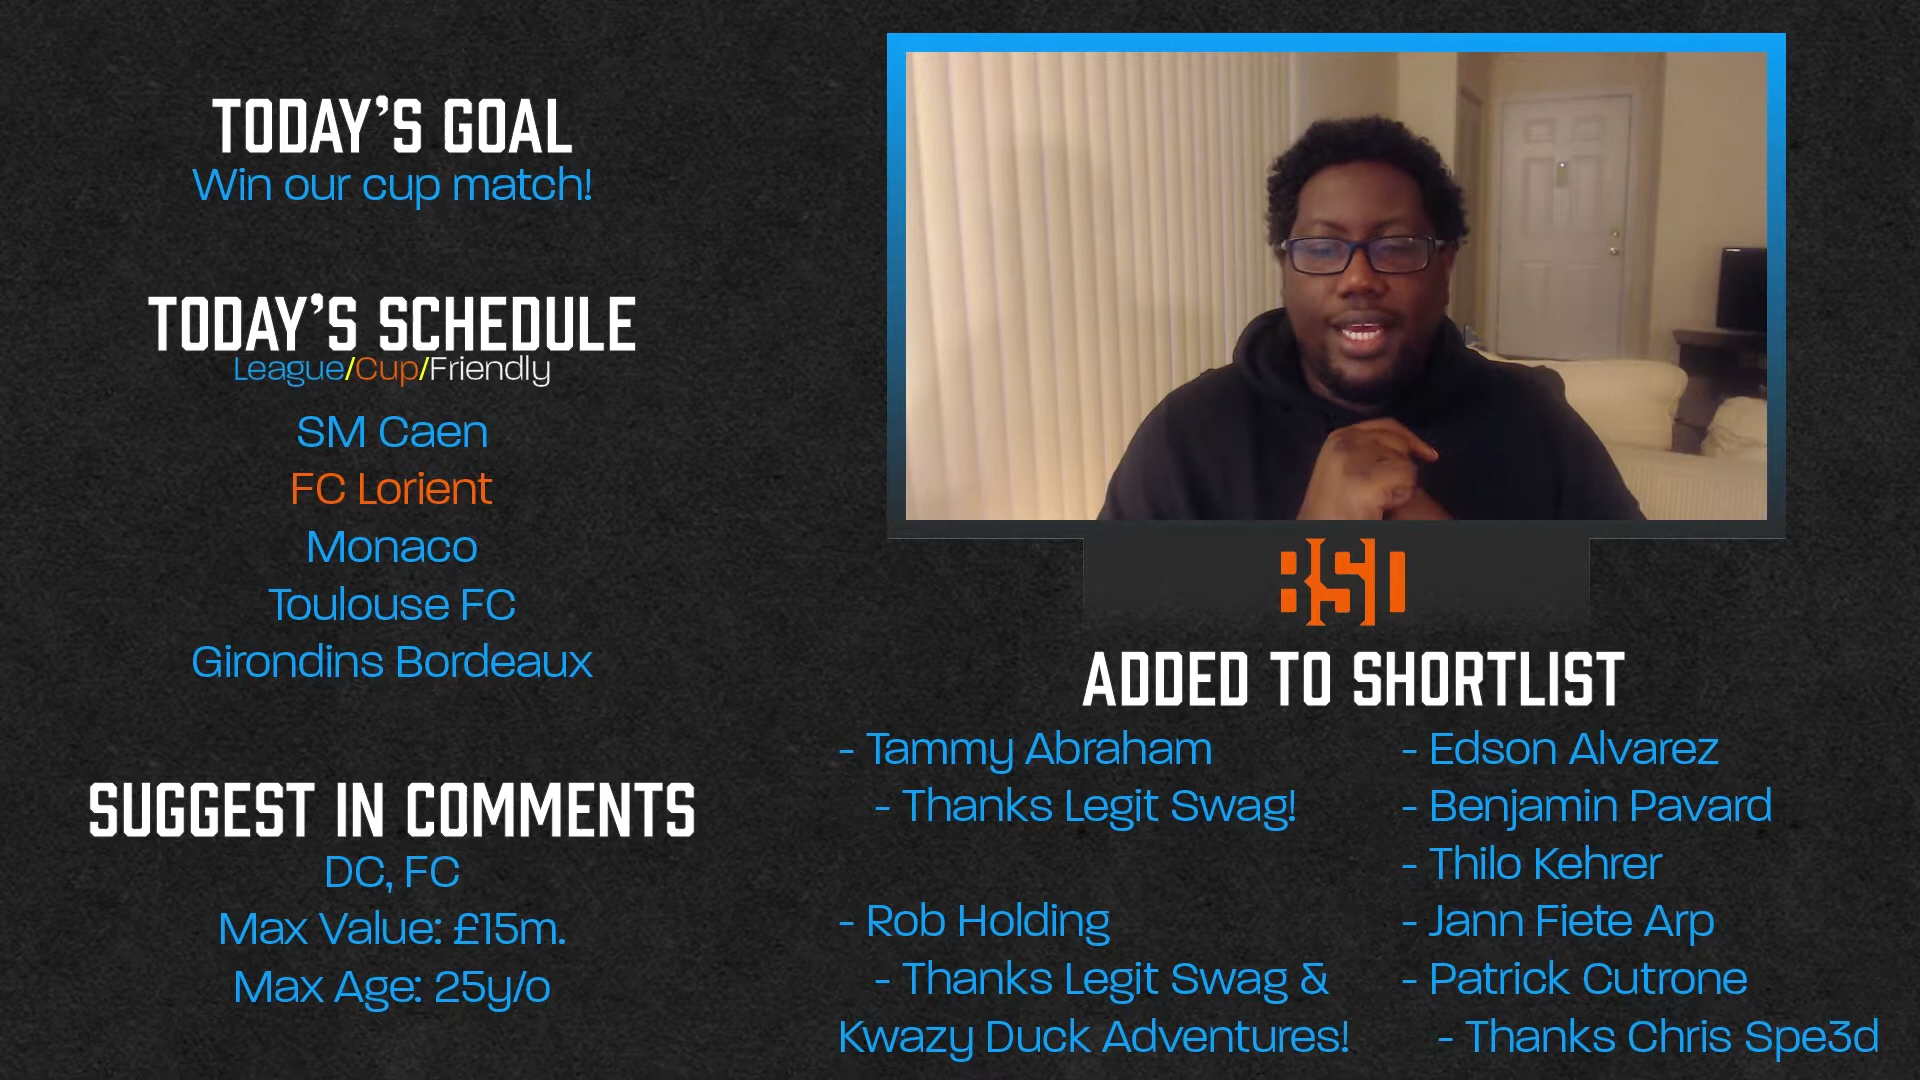 TODAY'S GOAL
Win our cup match!
TODAY'S SCHEDULE
League/Cup/Friendly
SM Caen
FC Lorient
Monaco
Toulouse FC
Girondins Bordeaux
SUGGEST IN COMMENTS
DC, FC
Max Value: £15m.
Max Age: 25y/o
BSD
ADDED TO SHORTLIST
- Tammy Abraham
- Thanks Legit Swag!
- Rob Holding
- Thanks Legit Swag &
Kwazy Duck Adventures!
- Edson Alvarez
- Benjamin Pavard
- Thilo Kehrer
- Jann Fiete Arp
- Patrick Cutrone
- Thanks Chris Spe3d